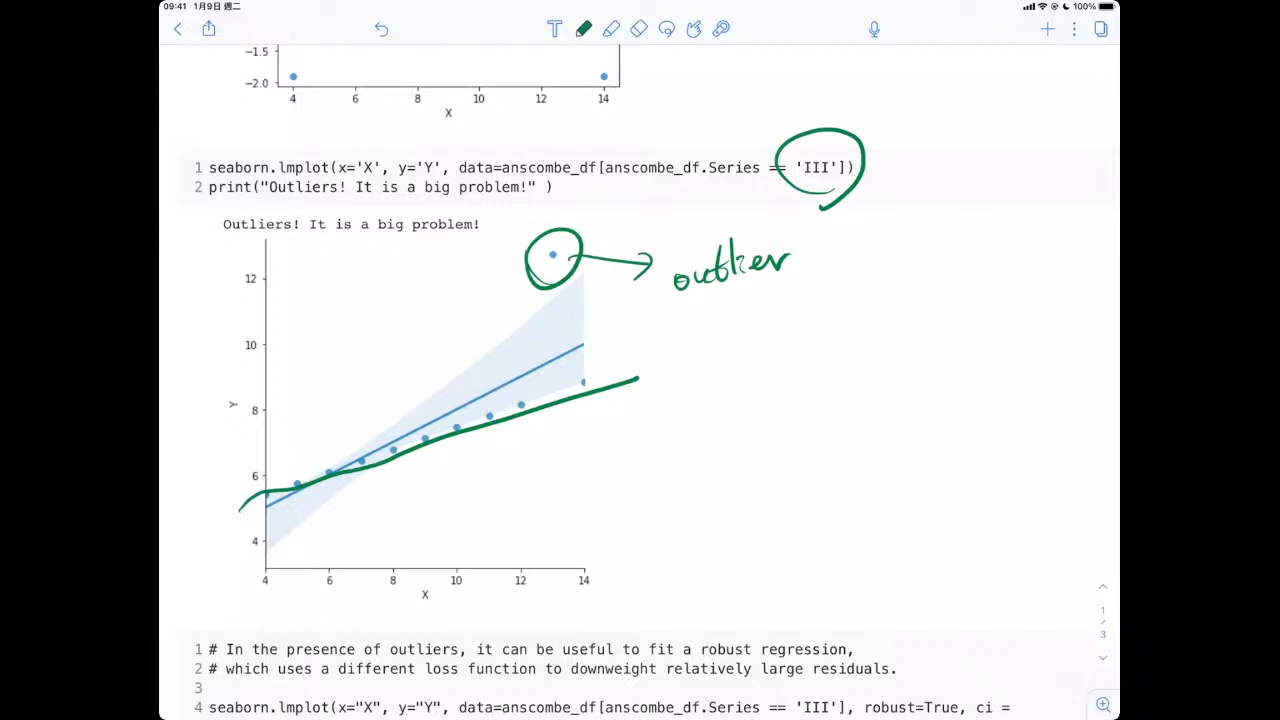 09:41 1月9日 週二
100%
−1.5
−2.0
4 6 8 10 12 14
X
1 seaborn.lmplot(x='X', y='Y', data=anscombe_df[anscombe_df.Series == 'III'])
2 print("Outliers! It is a big problem!" )
Outliers! It is a big problem!
outlier
12
10
8
Y
6
4
4 6 8 10 12 14
X
1
/
3
1 # In the presence of outliers, it can be useful to fit a robust regression,
2 # which uses a different loss function to downweight relatively large residuals.
3
4 seaborn.lmplot(x="X", y="Y", data=anscombe_df[anscombe_df.Series == 'III'], robust=True, ci =